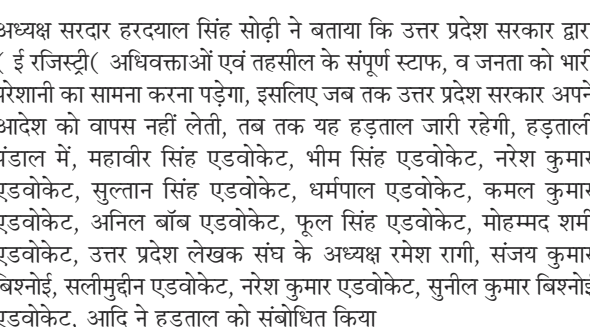 अध्यक्ष सरदार हरदयाल सिंह सोढ़ी ने बताया कि उत्तर प्रदेश सरकार द्वार
( ई रजिस्ट्री( अधिवक्ताओं एवं तहसील के संपूर्ण स्टाफ, व जनता को भारी
परेशानी का सामना करना पड़ेगा, इसलिए जब तक उत्तर प्रदेश सरकार अपने
आदेश को वापस नहीं लेती, तब तक यह हड़ताल जारी रहेगी, हड़ताली
पंडाल में, महावीर सिंह एडवोकेट, भीम सिंह एडवोकेट, नरेश कुमार
एडवोकेट, सुल्तान सिंह एडवोकेट, धर्मपाल एडवोकेट, कमल कुमार
एडवोकेट, अनिल बॉब एडवोकेट, फूल सिंह एडवोकेट, मोहम्मद शमी
एडवोकेट, उत्तर प्रदेश लेखक संघ के अध्यक्ष रमेश रागी, संजय कुमार
बिश्नोई, सलीमुद्दीन एडवोकेट, नरेश कुमार एडवोकेट, सुनील कुमार बिश्नोई
एडवोकेट, आदि ने हडताल को संबोधित किया